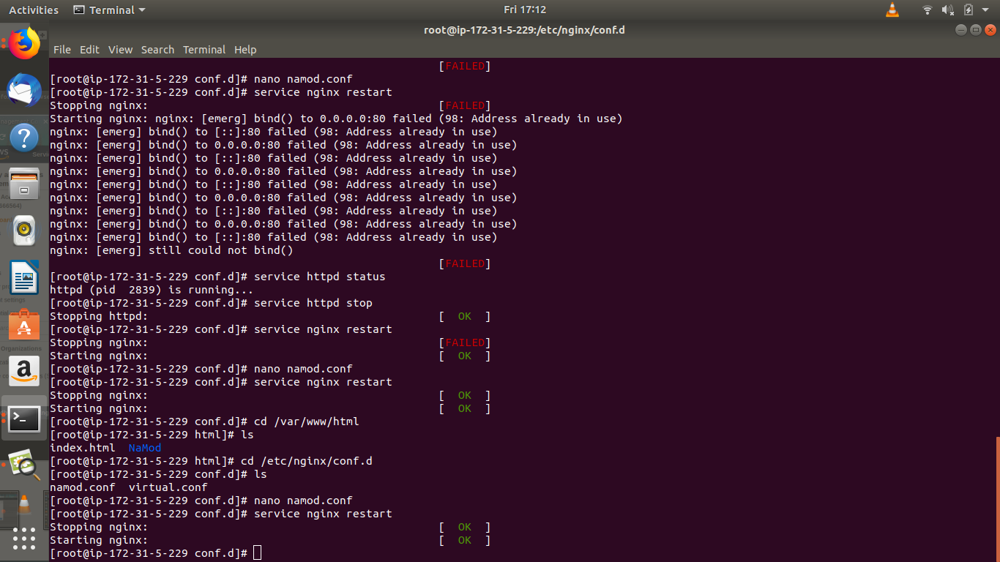 Activities Terminal Fri 17:12
root@ip-172-31-5-229:/etc/nginx/conf.d
File Edit View Search Terminal Help
[FAILED]
[root@ip-172-31-5-229 conf.d]# nano namod.conf
[root@ip-172-31-5-229 conf.d]# service nginx restart
Stopping nginx: [FAILED]
Starting nginx: nginx: [emerg] bind() to 0.0.0.0:80 failed (98: Address already in use)
nginx: [emerg] bind() to [::]:80 failed (98: Address already in use)
nginx: [emerg] bind() to 0.0.0.0:80 failed (98: Address already in use)
nginx: [emerg] bind() to [::]:80 failed (98: Address already in use)
nginx: [emerg] bind() to 0.0.0.0:80 failed (98: Address already in use)
nginx: [emerg] bind() to [::]:80 failed (98: Address already in use)
nginx: [emerg] bind() to 0.0.0.0:80 failed (98: Address already in use)
nginx: [emerg] bind() to [::]:80 failed (98: Address already in use)
nginx: [emerg] bind() to 0.0.0.0:80 failed (98: Address already in use)
nginx: [emerg] bind() to [::]:80 failed (98: Address already in use)
nginx: [emerg] still could not bind()
[FAILED]
[root@ip-172-31-5-229 conf.d]# service httpd status
httpd (pid  2839) is running...
[root@ip-172-31-5-229 conf.d]# service httpd stop
Stopping httpd: [  OK  ]
[root@ip-172-31-5-229 conf.d]# service nginx restart
Stopping nginx: [FAILED]
Starting nginx: [  OK  ]
[root@ip-172-31-5-229 conf.d]# nano namod.conf
[root@ip-172-31-5-229 conf.d]# service nginx restart
Stopping nginx: [  OK  ]
Starting nginx: [  OK  ]
[root@ip-172-31-5-229 conf.d]# cd /var/www/html
[root@ip-172-31-5-229 html]# ls
index.html  NaMod
[root@ip-172-31-5-229 html]# cd /etc/nginx/conf.d
[root@ip-172-31-5-229 conf.d]# ls
namod.conf  virtual.conf
[root@ip-172-31-5-229 conf.d]# nano namod.conf
[root@ip-172-31-5-229 conf.d]# service nginx restart
Stopping nginx: [  OK  ]
Starting nginx: [  OK  ]
[root@ip-172-31-5-229 conf.d]#